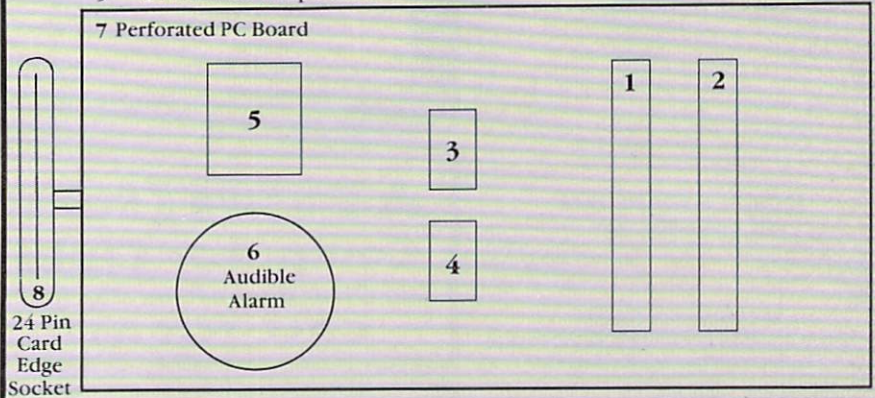 7 Perforated PC Board
1
2
5
3
6
Audible
Alarm
4
8
24 Pin
Card
Edge
Socket